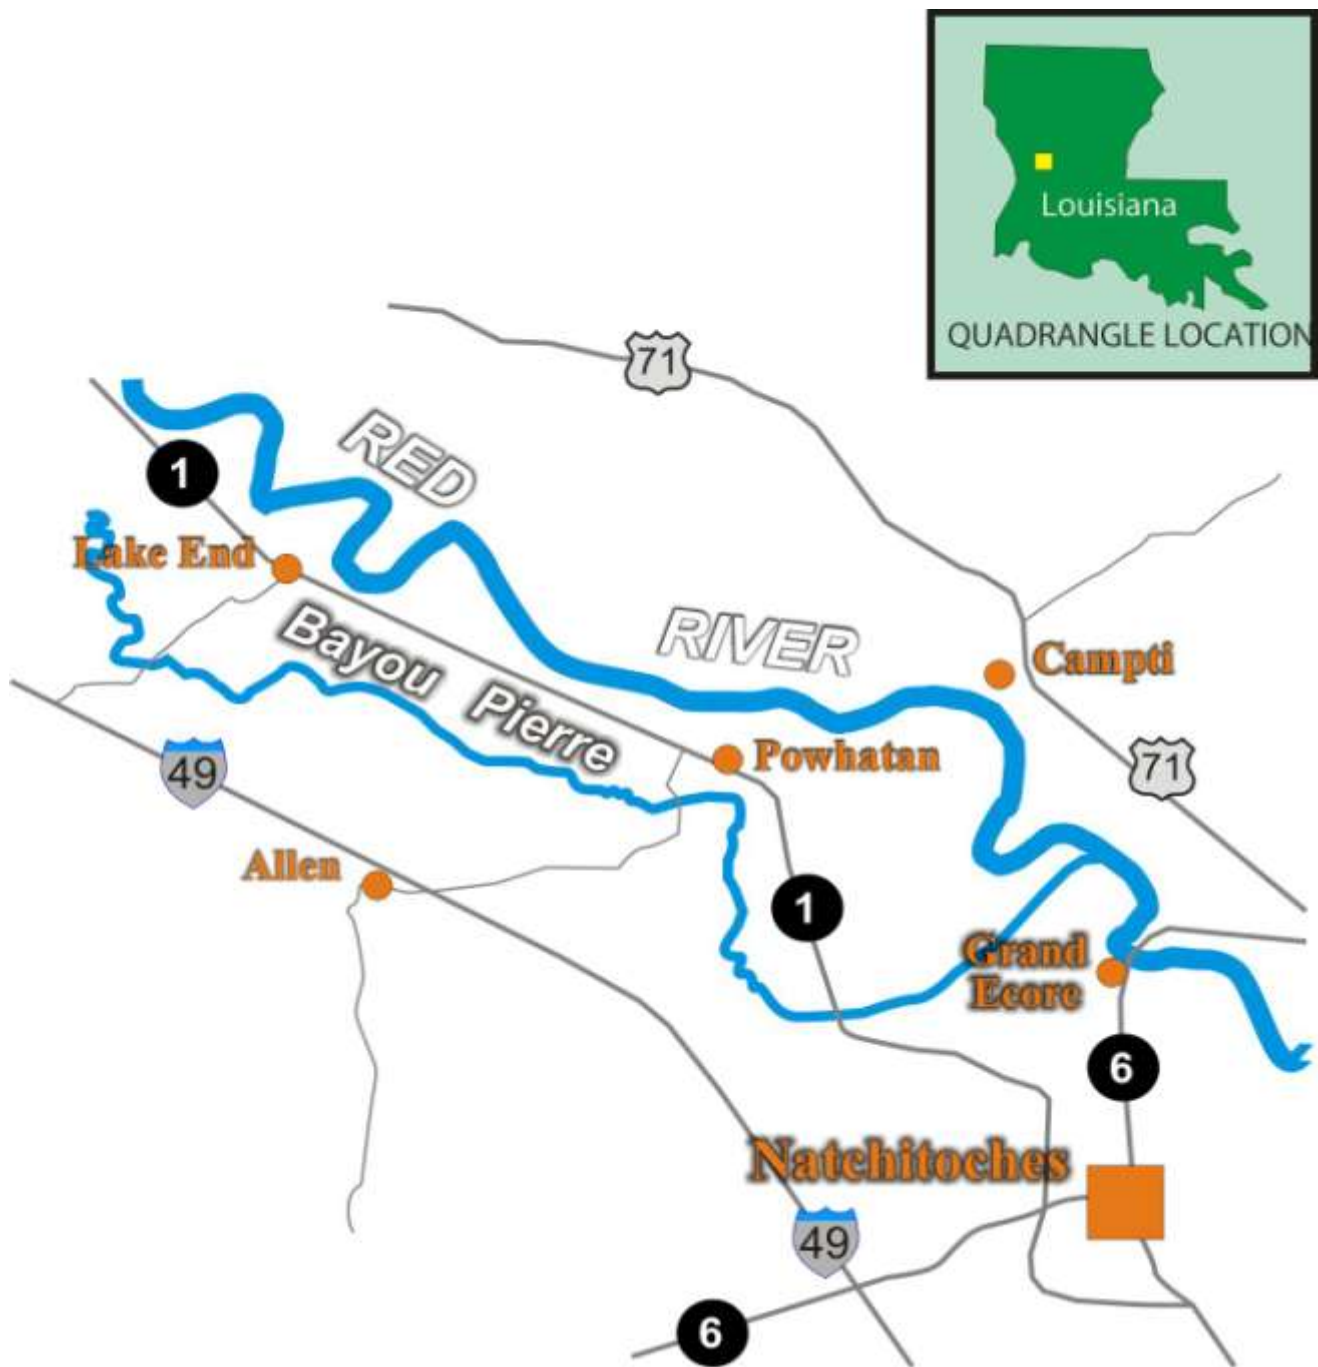 Louisiana
QUADRANGLE LOCATION
71
RED
1
Lake End
RIVER
Bayou Pierre
Campti
Powhatan
71
49
Allen
1
Grand
Ecore
6
Natchitoches
49
6